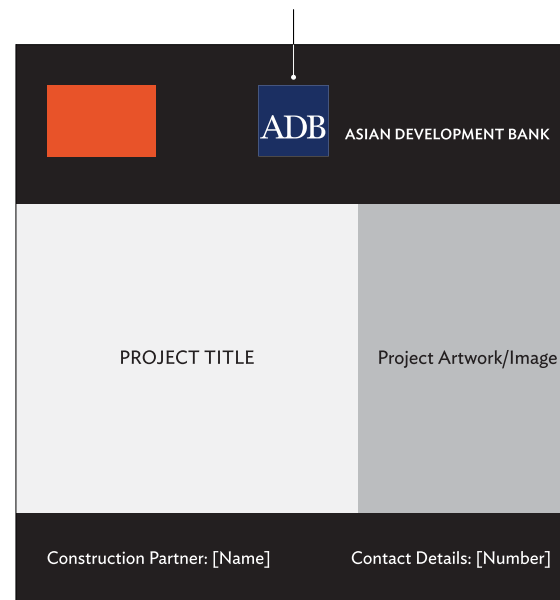 ADB
ASIAN DEVELOPMENT BANK
PROJECT TITLE
Project Artwork/Image
Construction Partner: [Name]
Contact Details: [Number]